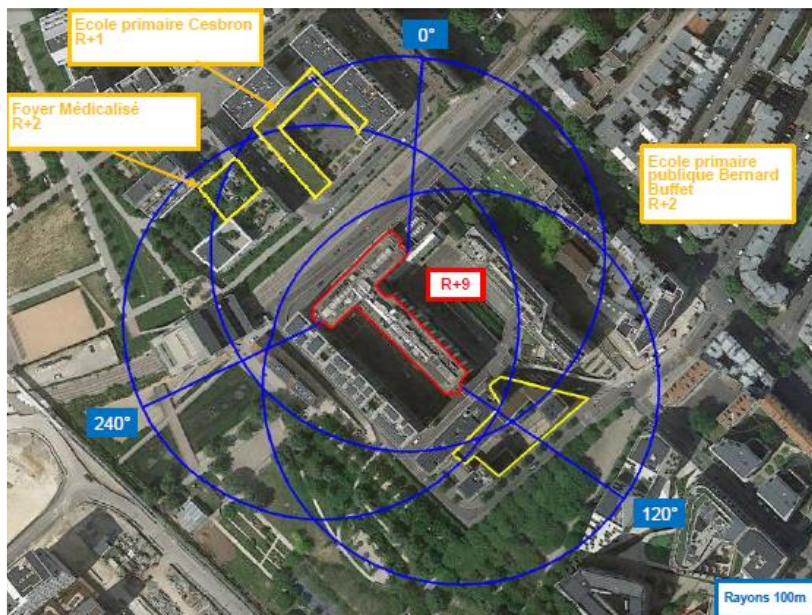 Ecole primaire Cesbron
R+1
0°
Foyer Médicalisé
R+2
Ecole primaire
publique Bernard
Buffet
R+2
R+9
240°
120°
Rayons 100m